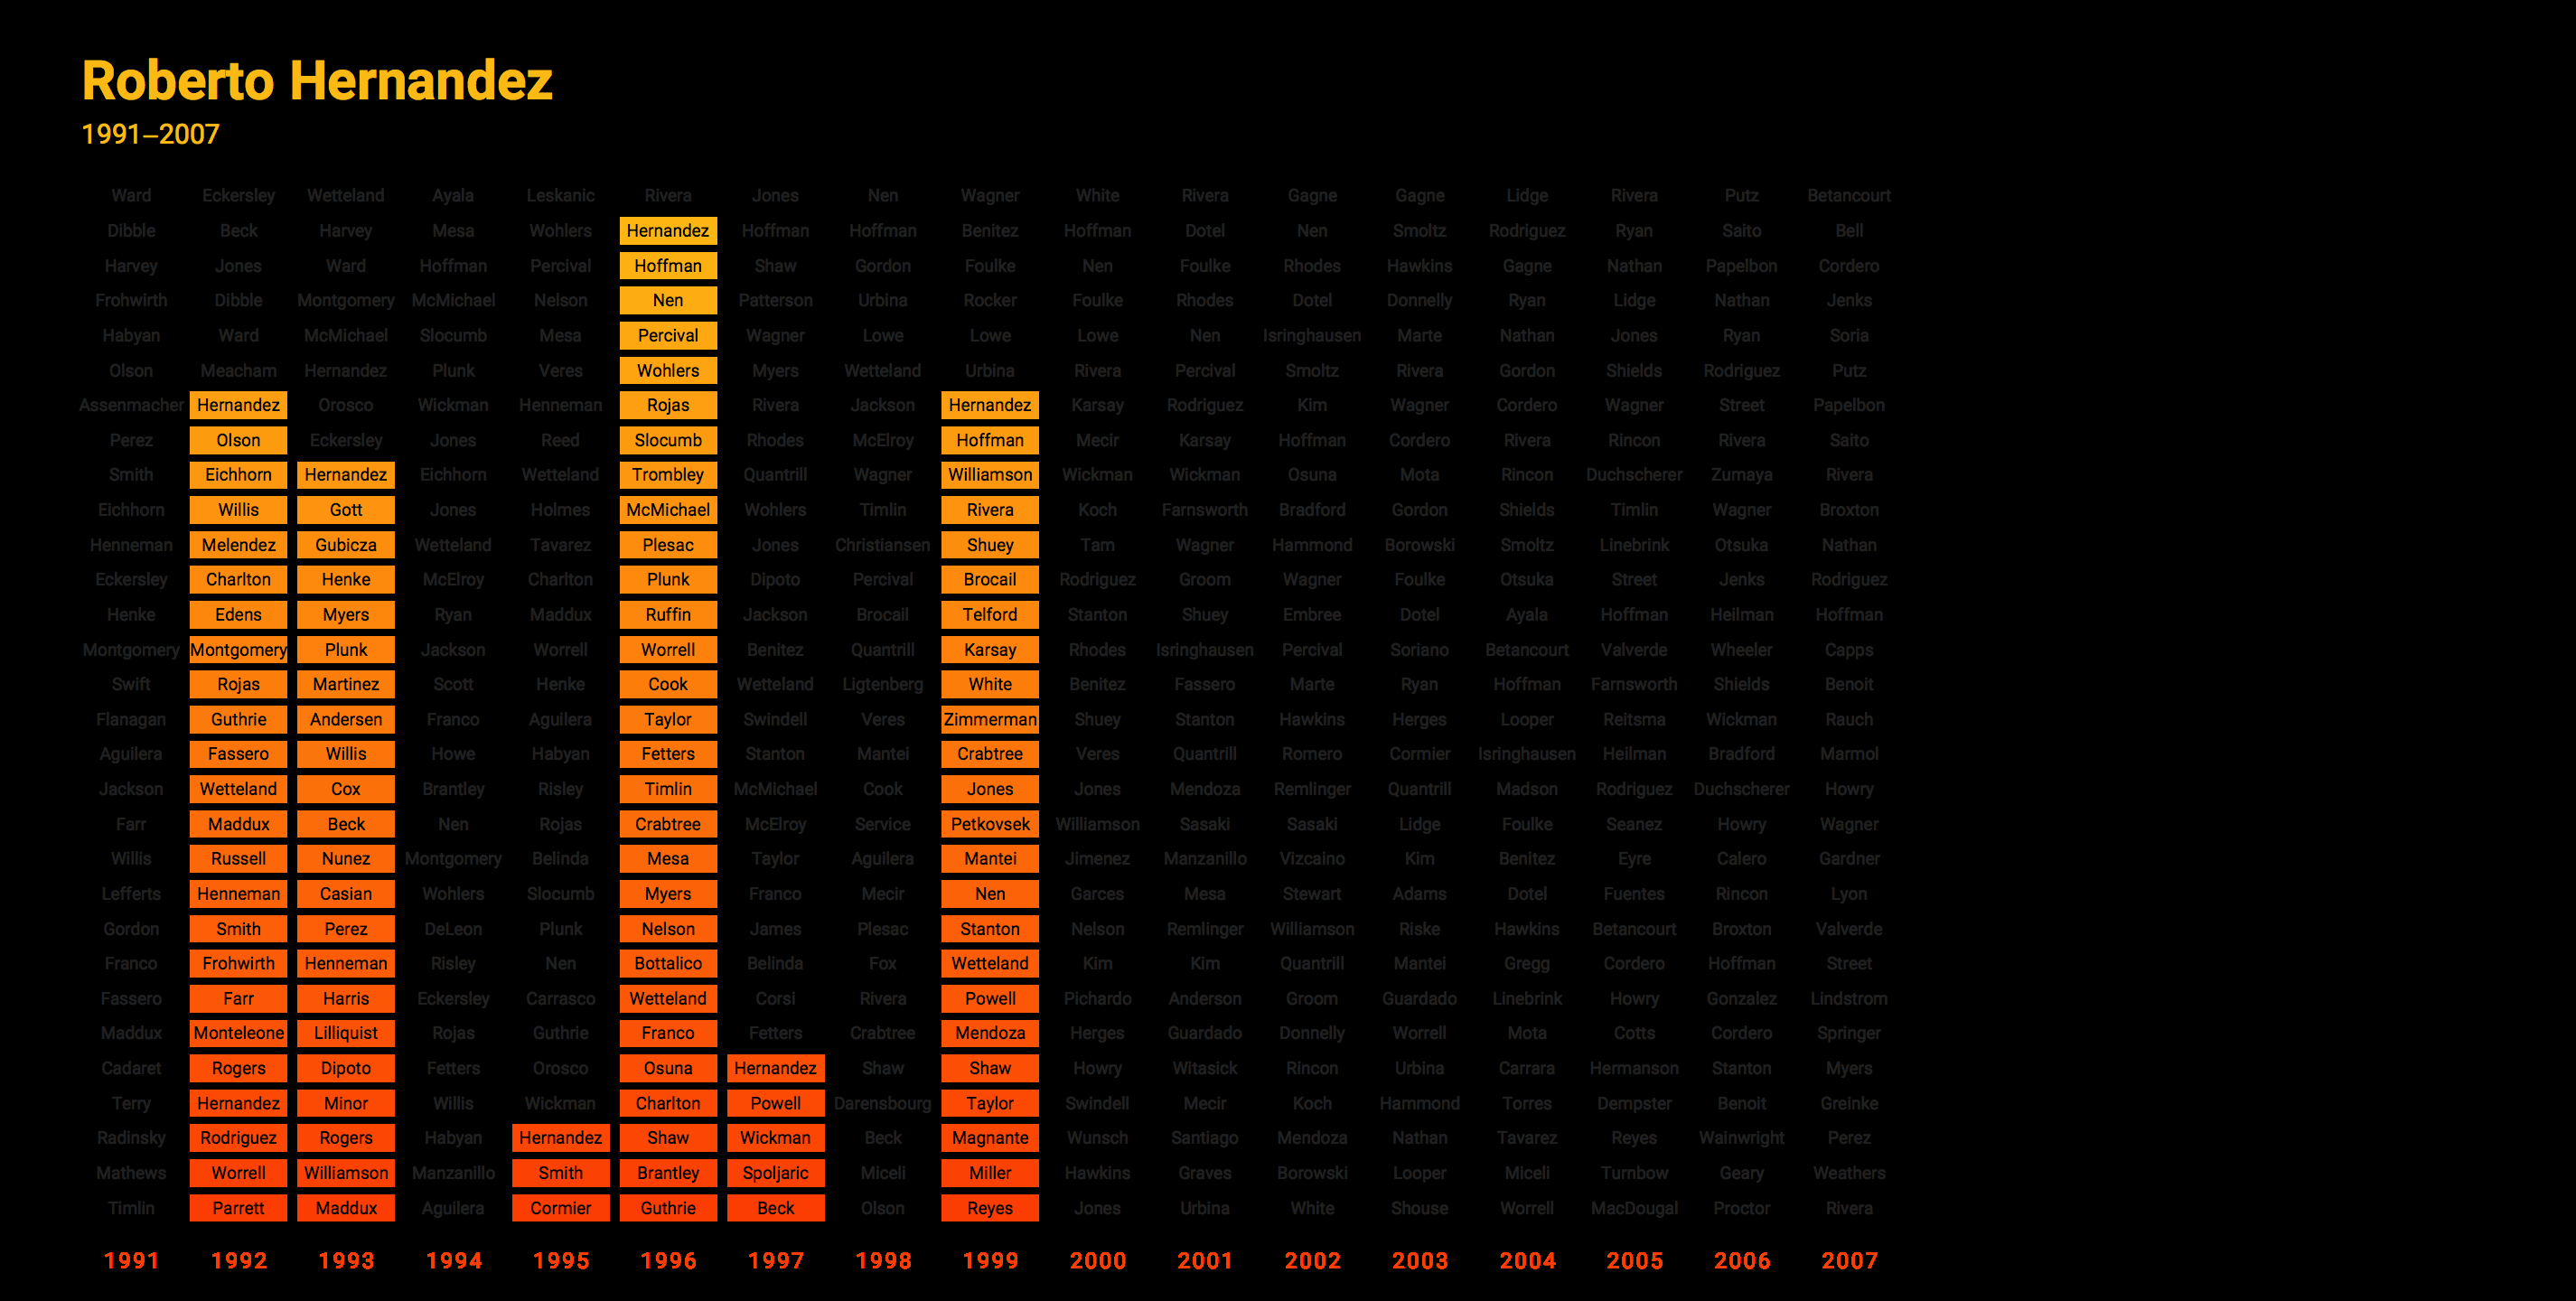 Roberto Hernandez
1991–2007
Ward Eckersley Wetteland Ayala Leskanic Rivera Jones Nen Wagner White Rivera Gagne Gagne Lidge Rivera Putz Betancourt
Dibble Beck Harvey Mesa Wohlers Hernandez Hoffman Hoffman Benitez Hoffman Dotel Nen Smoltz Rodriguez Ryan Saito Bell
Harvey Jones Ward Hoffman Percival Hoffman Shaw Gordon Foulke Nen Foulke Rhodes Hawkins Gagne Nathan Papelbon Cordero
Frohwirth Dibble Montgomery McMichael Nelson Nen Patterson Urbina Rocker Foulke Rhodes Dotel Donnelly Ryan Lidge Nathan Jenks
Habyan Ward McMichael Slocumb Mesa Percival Wagner Lowe Lowe Lowe Nen Isringhausen Marte Nathan Jones Ryan Soria
Olson Meacham Hernandez Plunk Veres Wohlers Myers Wetteland Urbina Rivera Percival Smoltz Rivera Gordon Shields Rodriguez Putz
Assenmacher Hernandez Orosco Wickman Henneman Rojas Rivera Jackson Hernandez Karsay Rodriguez Kim Wagner Cordero Wagner Street Papelbon
Perez Olson Eckersley Jones Reed Slocumb Rhodes McElroy Hoffman Mecir Karsay Hoffman Cordero Rivera Rincon Rivera Saito
Smith Eichhorn Hernandez Eichhorn Wetteland Trombley Quantrill Wagner Williamson Wickman Wickman Osuna Mota Rincon Duchscherer Zumaya Rivera
Eichhorn Willis Gott Jones Holmes McMichael Wohlers Timlin Rivera Koch Farnsworth Bradford Gordon Shields Timlin Wagner Broxton
Henneman Melendez Gubicza Wetteland Tavarez Plesac Jones Christiansen Shuey Tam Wagner Hammond Borowski Smoltz Linebrink Otsuka Nathan
Eckersley Charlton Henke McElroy Charlton Plunk Dipoto Percival Brocail Rodriguez Groom Wagner Foulke Otsuka Street Jenks Rodriguez
Henke Edens Myers Ryan Maddux Ruffin Jackson Brocail Telford Stanton Shuey Embree Dotel Ayala Hoffman Heilman Hoffman
Montgomery Montgomery Plunk Jackson Worrell Worrell Benitez Quantrill Karsay Rhodes Isringhausen Percival Soriano Betancourt Valverde Wheeler Capps
Swift Rojas Martinez Scott Henke Cook Wetteland Ligtenberg White Benitez Fassero Marte Ryan Hoffman Farnsworth Shields Benoit
Flanagan Guthrie Andersen Franco Aguilera Taylor Swindell Veres Zimmerman Shuey Stanton Hawkins Herges Looper Reitsma Wickman Rauch
Aguilera Fassero Willis Howe Habyan Fetters Stanton Mantei Crabtree Veres Quantrill Romero Cormier Isringhausen Heilman Bradford Marmol
Jackson Wetteland Cox Brantley Risley Timlin McMichael Cook Jones Jones Mendoza Remlinger Quantrill Madson Rodriguez Duchscherer Howry
Farr Maddux Beck Nen Rojas Crabtree McElroy Service Petkovsek Williamson Sasaki Sasaki Lidge Foulke Seanez Howry Wagner
Willis Russell Nunez Montgomery Belinda Mesa Taylor Aguilera Mantei Jimenez Manzanillo Vizcaino Kim Benitez Eyre Calero Gardner
Lefferts Henneman Casian Wohlers Slocumb Myers Franco Mecir Nen Garces Mesa Stewart Adams Dotel Fuentes Rincon Lyon
Gordon Smith Perez DeLeon Plunk Nelson James Plesac Stanton Nelson Remlinger Williamson Riske Hawkins Betancourt Broxton Valverde
Franco Frohwirth Henneman Risley Nen Bottalico Belinda Fox Wetteland Kim Kim Quantrill Mantei Gregg Cordero Hoffman Street
Fassero Farr Harris Eckersley Carrasco Wetteland Corsi Rivera Powell Pichardo Anderson Groom Guardado Linebrink Howry Gonzalez Lindstrom
Maddux Monteleone Lilliquist Rojas Guthrie Franco Fetters Crabtree Mendoza Herges Guardado Donnelly Worrell Mota Cotts Cordero Springer
Cadaret Rogers Dipoto Fetters Orosco Osuna Hernandez Shaw Shaw Howry Witasick Rincon Urbina Carrara Hermanson Stanton Myers
Terry Hernandez Minor Willis Wickman Charlton Powell Darensbourg Taylor Swindell Mecir Koch Hammond Torres Dempster Benoit Greinke
Radinsky Rodriguez Rogers Habyan Hernandez Shaw Wickman Beck Magnante Wunsch Santiago Mendoza Nathan Tavarez Reyes Wainwright Perez
Mathews Worrell Williamson Manzanillo Smith Brantley Spoljaric Miceli Miller Hawkins Graves Borowski Looper Miceli Turnbow Geary Weathers
Timlin Parrett Maddux Aguilera Cormier Guthrie Beck Olson Reyes Jones Urbina White Shouse Worrell MacDougal Proctor Rivera
1991 1992 1993 1994 1995 1996 1997 1998 1999 2000 2001 2002 2003 2004 2005 2006 2007